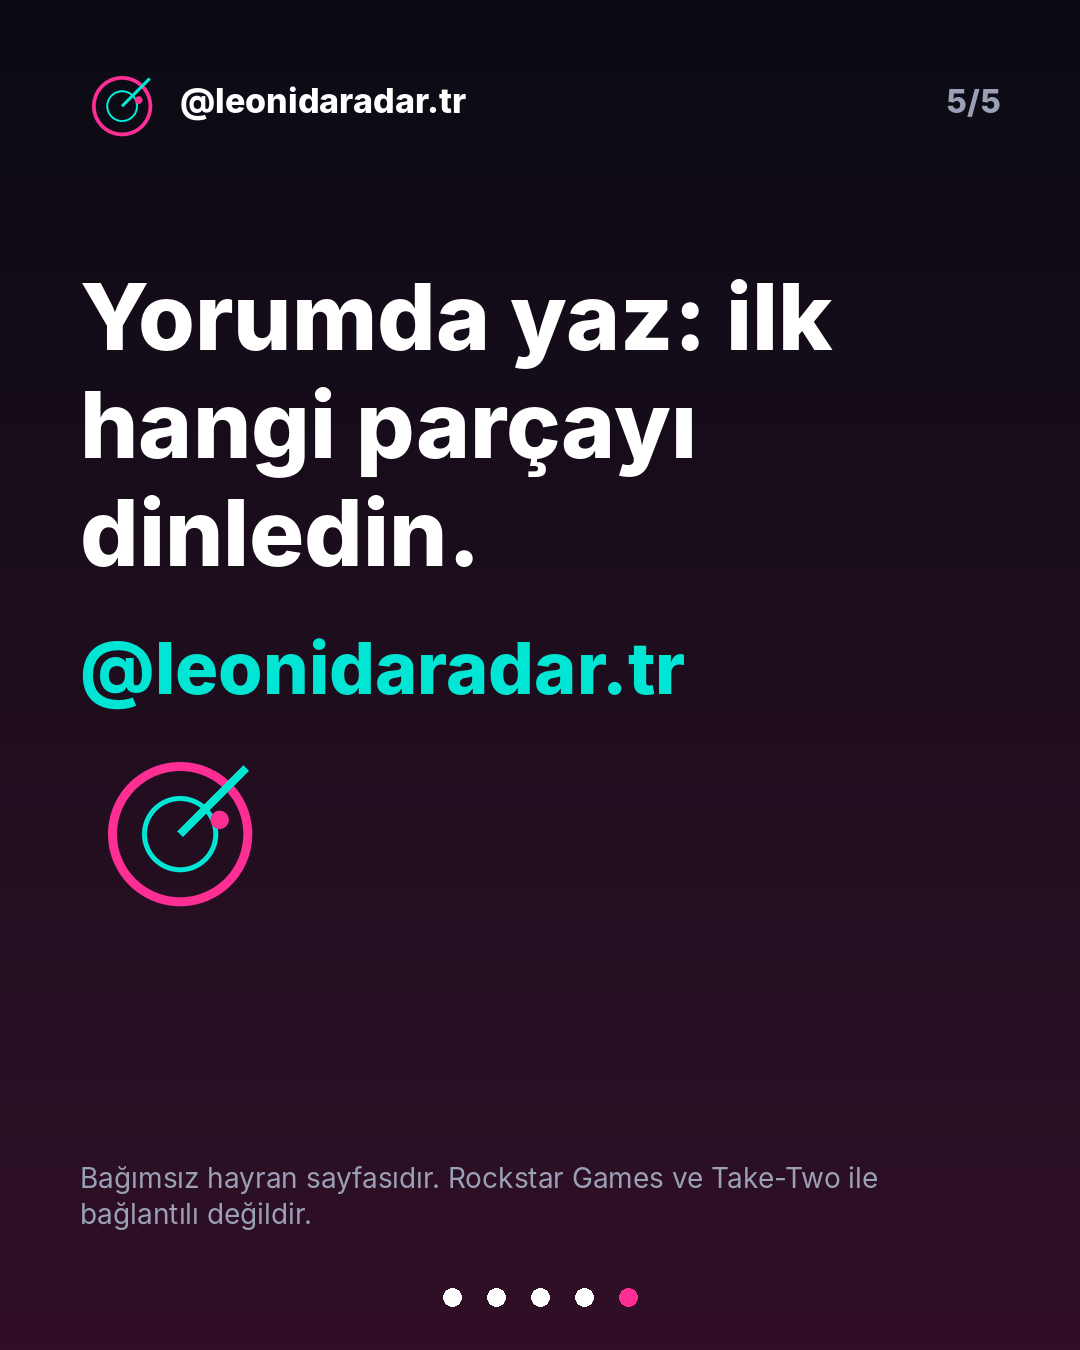 @leonidaradar.tr
5/5
Yorumda yaz: ilk
hangi parçayı
dinledin.
@leonidaradar.tr
Bağımsız hayran sayfasıdır. Rockstar Games ve Take-Two ile
bağlantılı değildir.